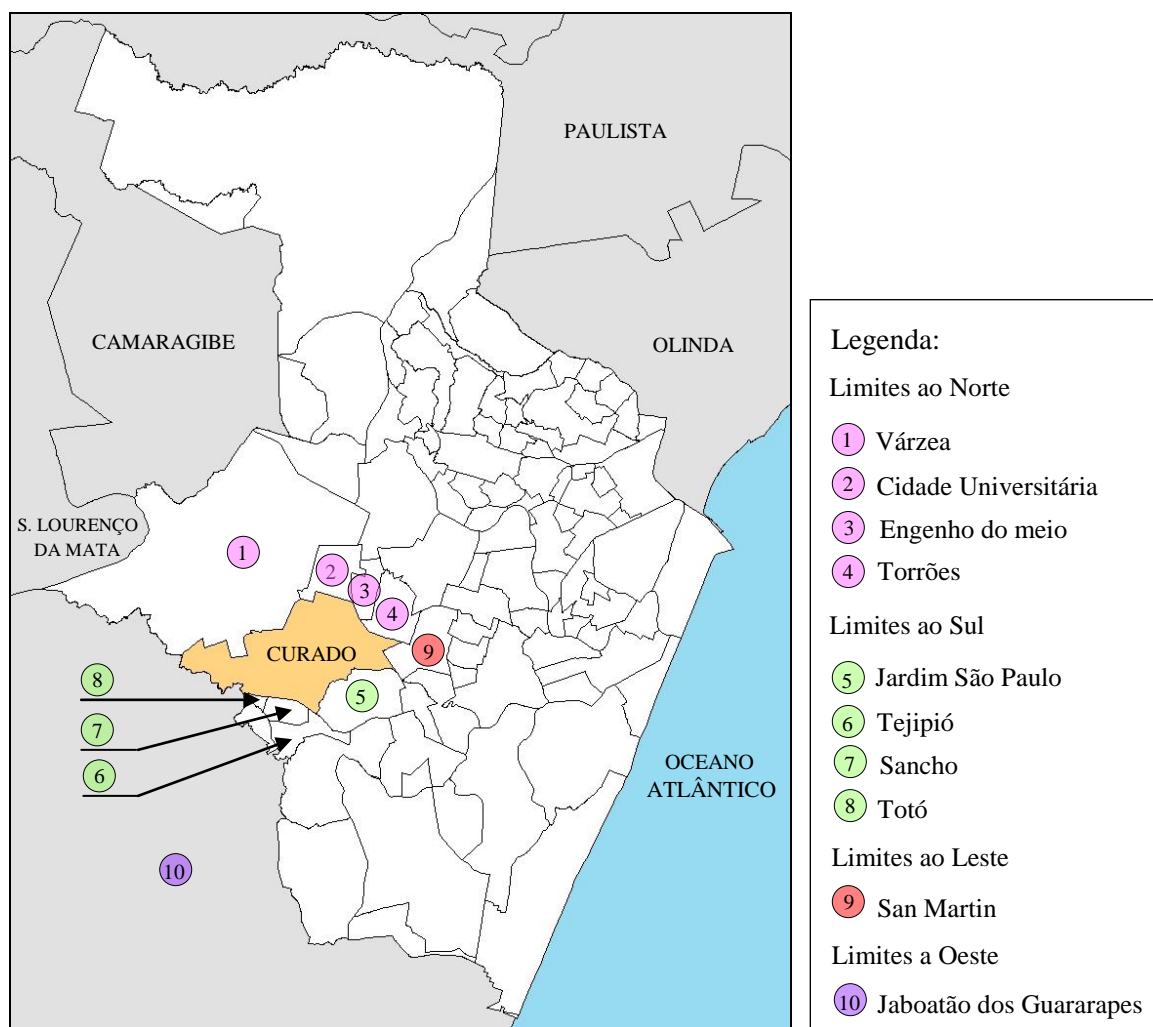 PAULISTA
CAMARAGIBE
OLINDA
S. LOURENÇO
DA MATA
1
2
3
4
CURADO
9
8
5
7
6
OCEANO
ATLÂNTICO
10
Legenda:
Limites ao Norte
1 Várzea
2 Cidade Universitária
3 Engenho do meio
4 Torrões
Limites ao Sul
5 Jardim São Paulo
6 Tejipió
7 Sancho
8 Totó
Limites ao Leste
9 San Martin
Limites a Oeste
10 Jaboatão dos Guararapes